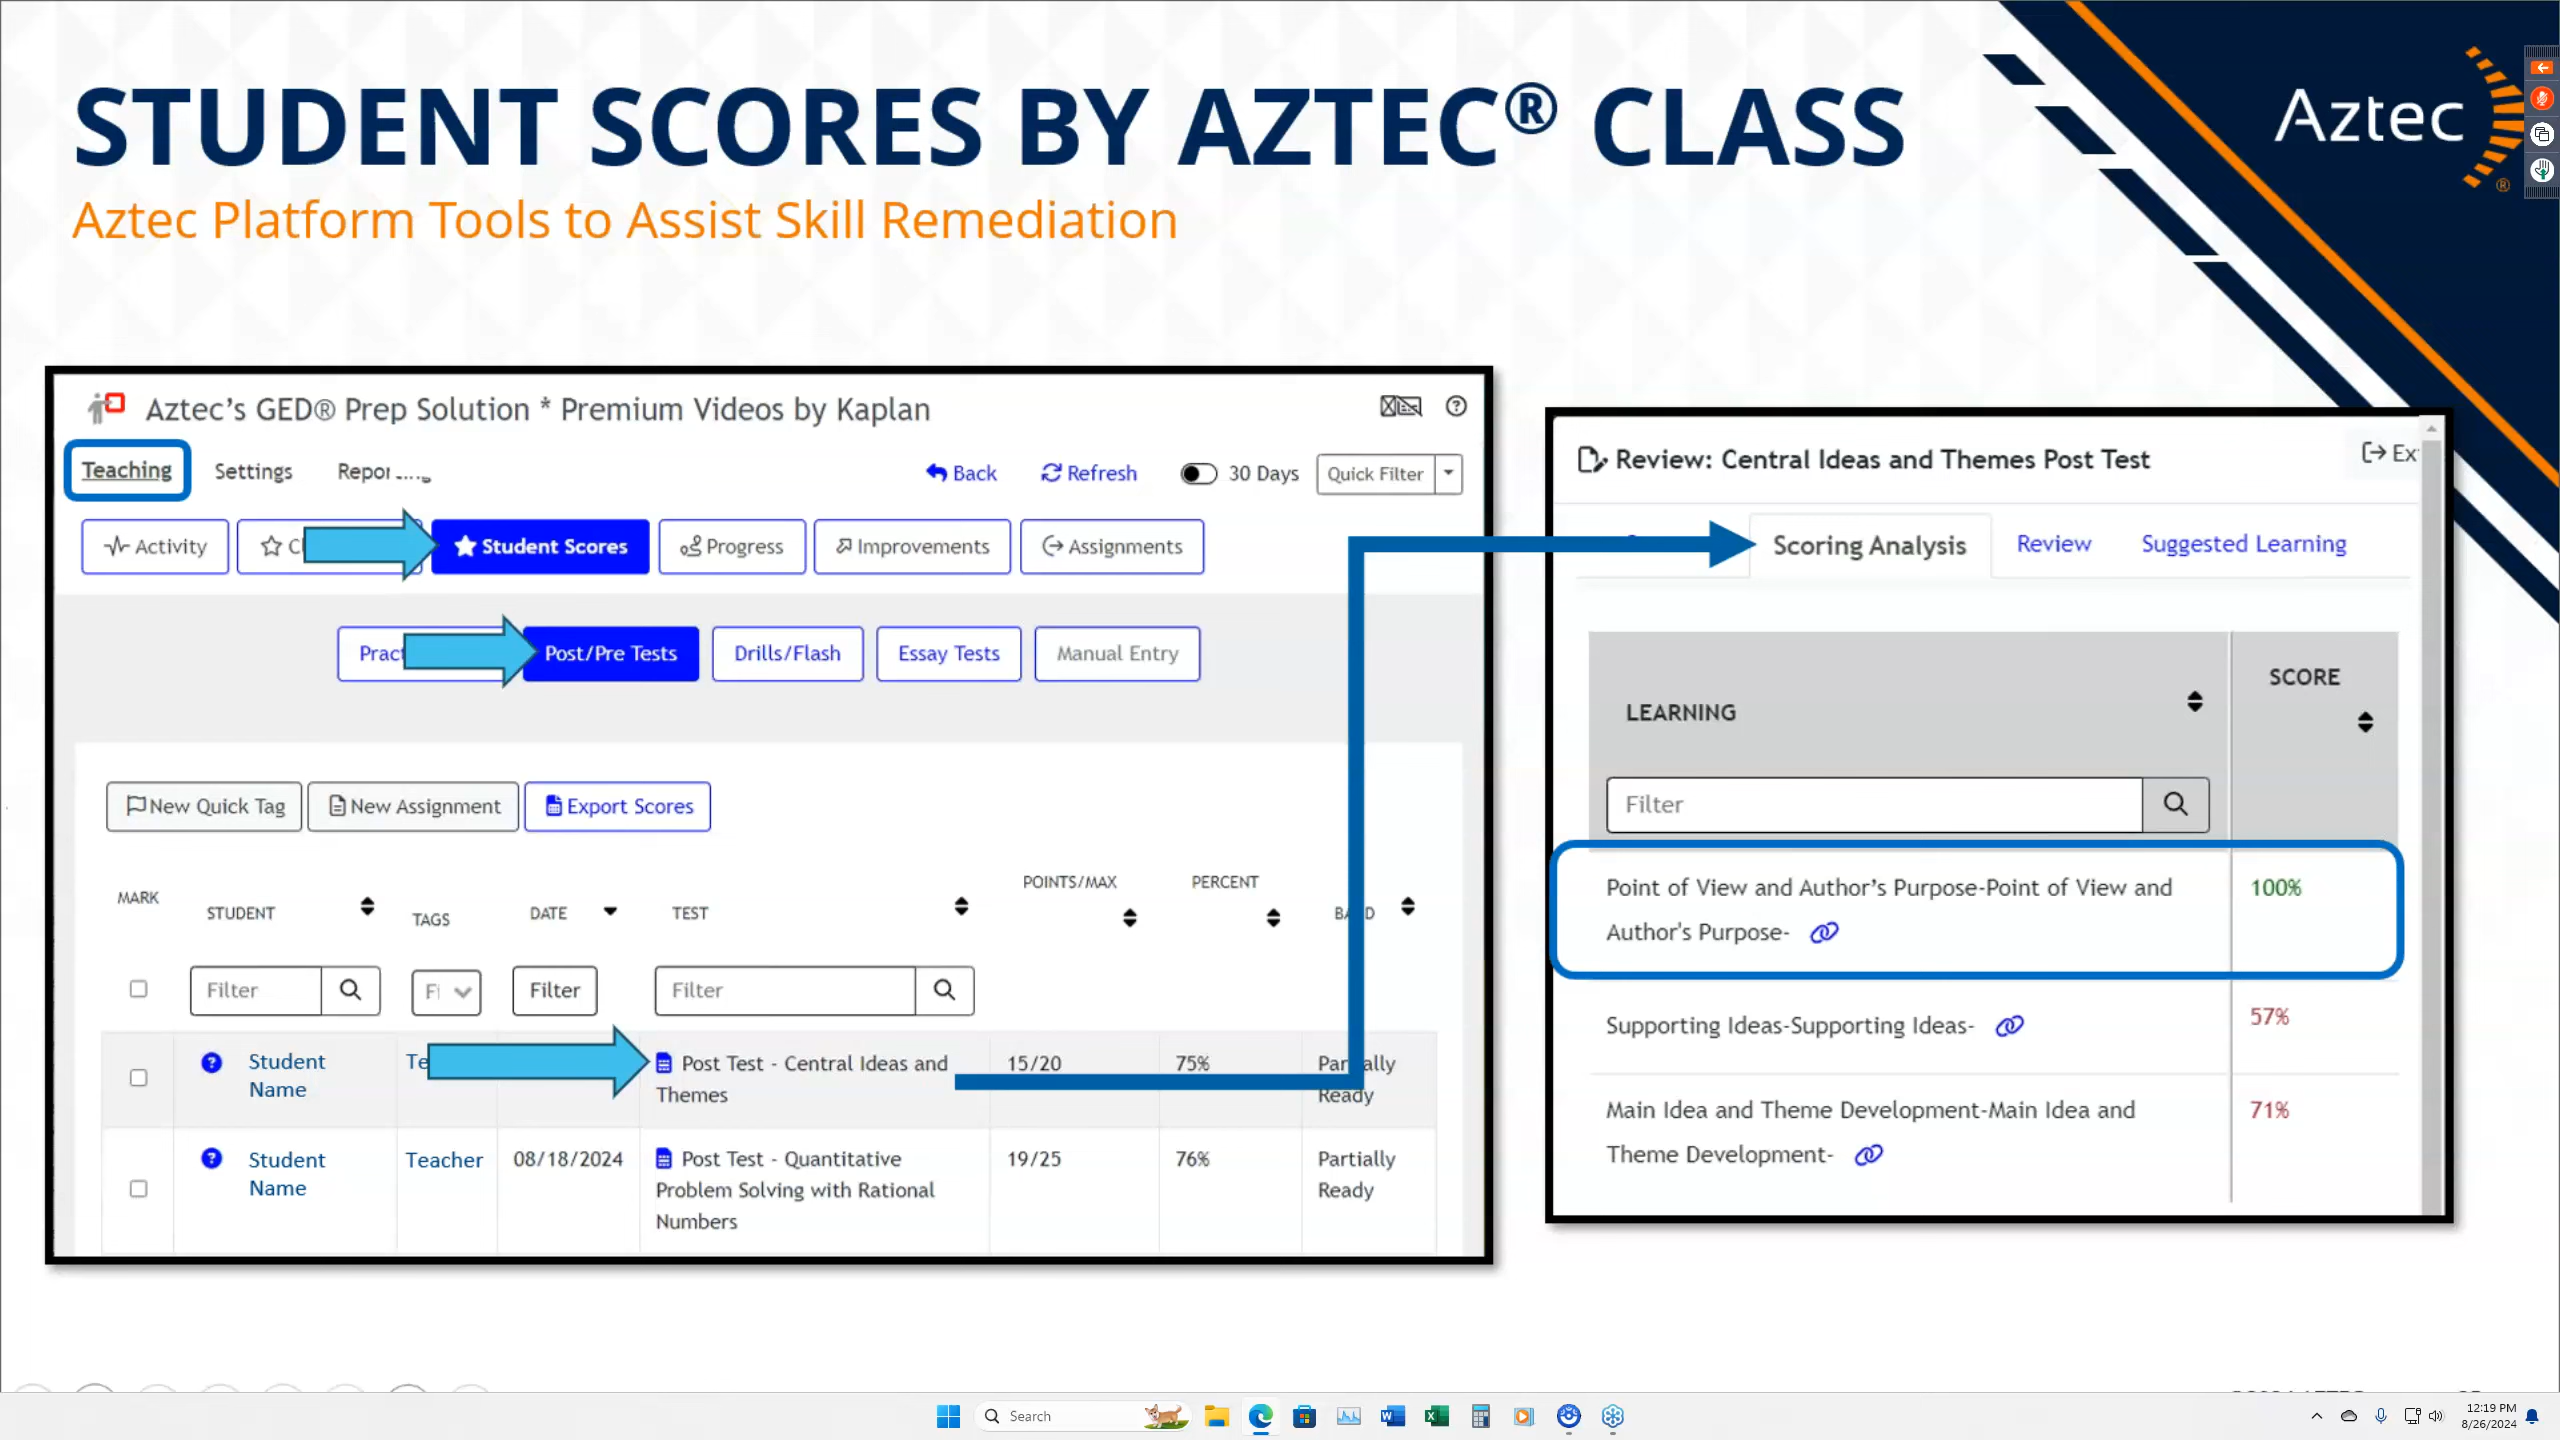 STUDENT SCORES BY AZTEC® CLASS
Aztec
®
Aztec Platform Tools to Assist Skill Remediation
Aztec's GED® Prep Solution * Premium Videos by Kaplan
Teaching Settings
Back Refresh 30 Days Quick Filter
Activity Student Scores Progress Improvements Assignments
Post/Pre Tests Drills/Flash Essay Tests Manual Entry
New Quick Tag New Assignment Export Scores
MARK STUDENT TAGS DATE TEST POINTS/MAX PERCENT
Filter Filter Filter
Student Name
Post Test - Central Ideas and
Themes
15/20 75%
Partially
Ready
Student Name
Teacher 08/18/2024
Post Test - Quantitative
Problem Solving with Rational
Numbers
19/25 76%
Partially
Ready
Review: Central Ideas and Themes Post Test
Scoring Analysis Review Suggested Learning
LEARNING SCORE
Filter
Point of View and Author's Purpose-Point of View and
Author's Purpose-
100%
Supporting Ideas-Supporting Ideas- 57%
Main Idea and Theme Development-Main Idea and
Theme Development-
71%
Search
12:19 PM
8/26/2024